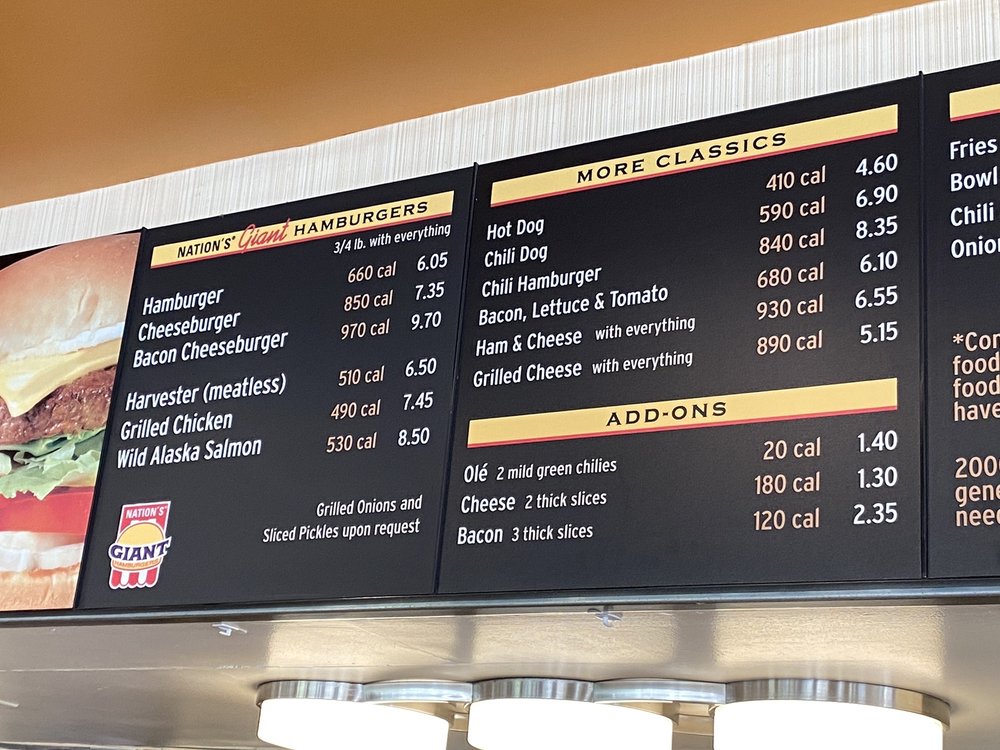 NATION'S® Giant HAMBURGERS
3/4 lb. with everything
Hamburger 660 cal 6.05
Cheeseburger 850 cal 7.35
Bacon Cheeseburger 970 cal 9.70
Harvester (meatless) 510 cal 6.50
Grilled Chicken 490 cal 7.45
Wild Alaska Salmon 530 cal 8.50
Grilled Onions and
Sliced Pickles upon request
NATION'S
GIANT
HAMBURGERS
MORE CLASSICS
Hot Dog 410 cal 4.60
Chili Dog 590 cal 6.90
Chili Hamburger 840 cal 8.35
Bacon, Lettuce & Tomato 680 cal 6.10
Ham & Cheese with everything 930 cal 6.55
Grilled Cheese with everything 890 cal 5.15
ADD-ONS
Olé 2 mild green chilies 20 cal 1.40
Cheese 2 thick slices 180 cal 1.30
Bacon 3 thick slices 120 cal 2.35
Fries
Bowl
Chili
Onio
*Con
food
food
have
200
gene
need